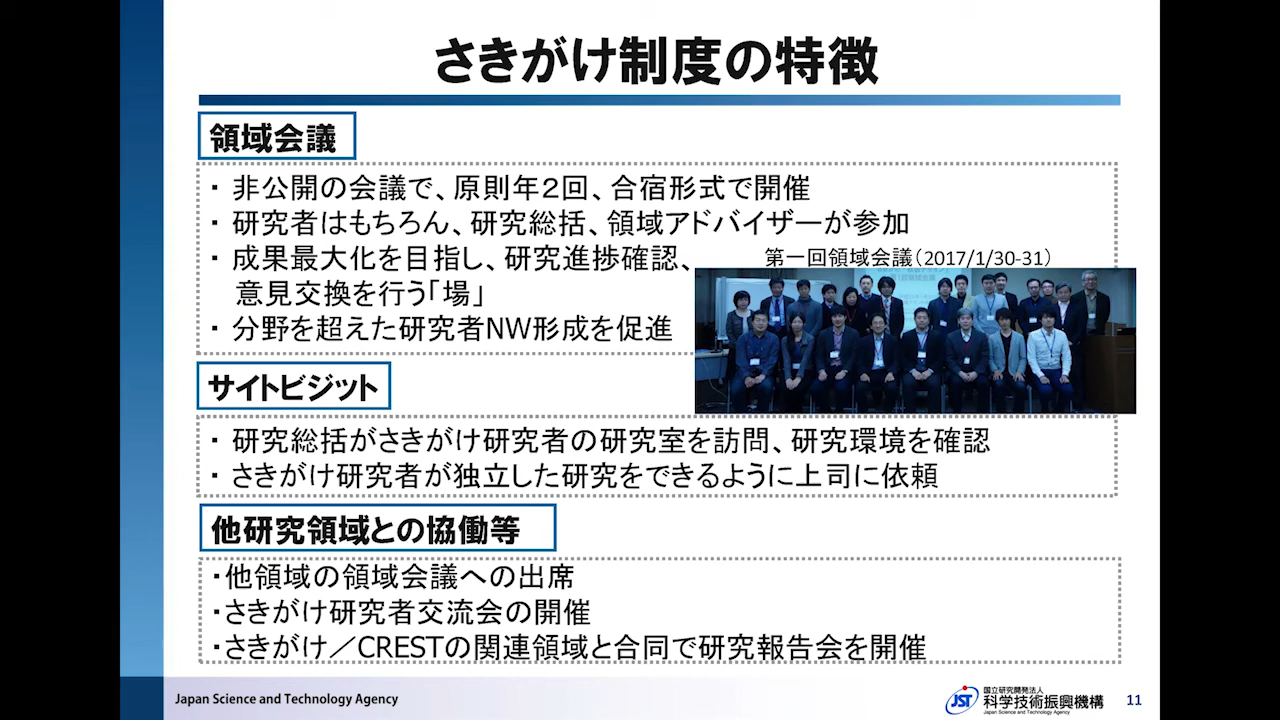 さきがけ制度の特徴
領域会議
・ 非公開の会議で、原則年２回、合宿形式で開催
・ 研究者はもちろん、研究総括、領域アドバイザーが参加
・ 成果最大化を目指し、研究進捗確認、
意見交換を行う「場」
・ 分野を超えた研究者NW形成を促進
第一回領域会議（2017/1/30-31）
サイトビジット
・ 研究総括がさきがけ研究者の研究室を訪問、研究環境を確認
・ さきがけ研究者が独立した研究をできるように上司に依頼
他研究領域との協働等
・他領域の領域会議への出席
・さきがけ研究者交流会の開催
・さきがけ／CRESTの関連領域と合同で研究報告会を開催
Japan Science and Technology Agency
JST
国立研究開発法人
科学技術振興機構
Japan Science and Technology Agency
11